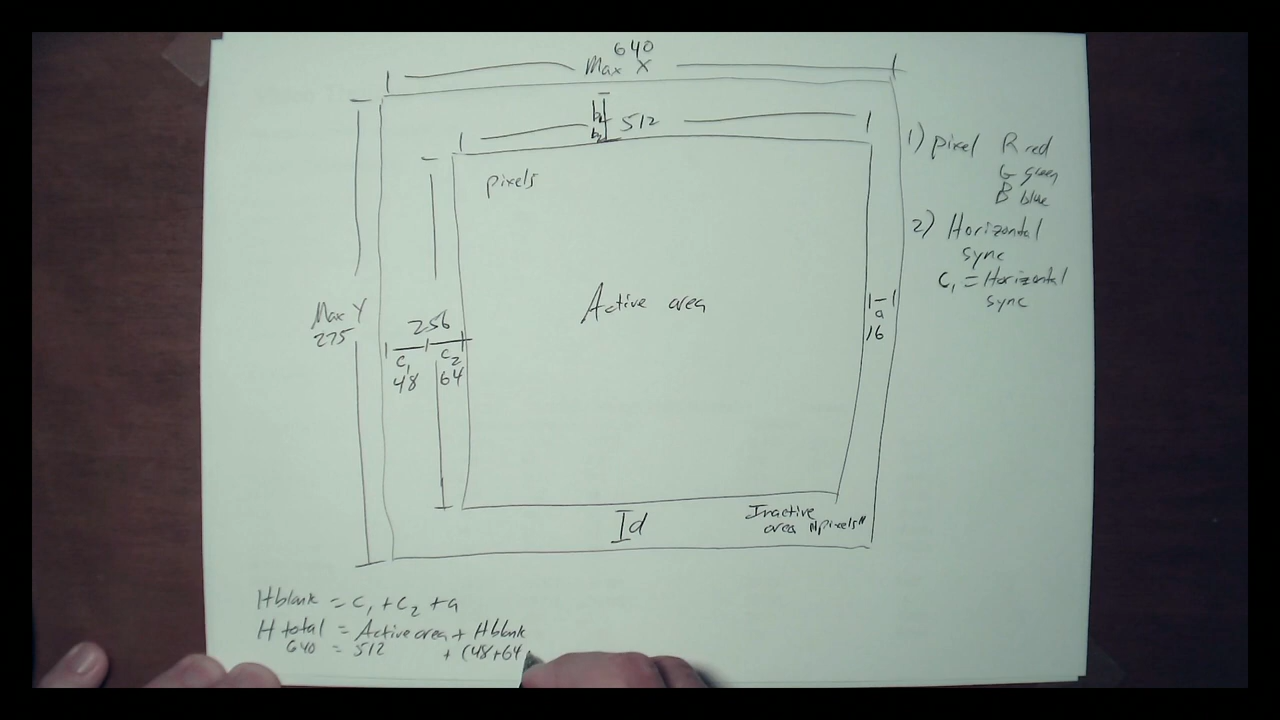 640
Max X
b1
b2
512
pixels
1) pixel R red
G green
B blue
2) Horizontal
sync
C1 = Horizontal
sync
Active area
Max Y
275
256
C1
48
C2
64
a
16
d
Inactive
area "pixels"
Hblank = C1 + C2 + a
H total = Active area + Hblank
640 = 512 + (48+64